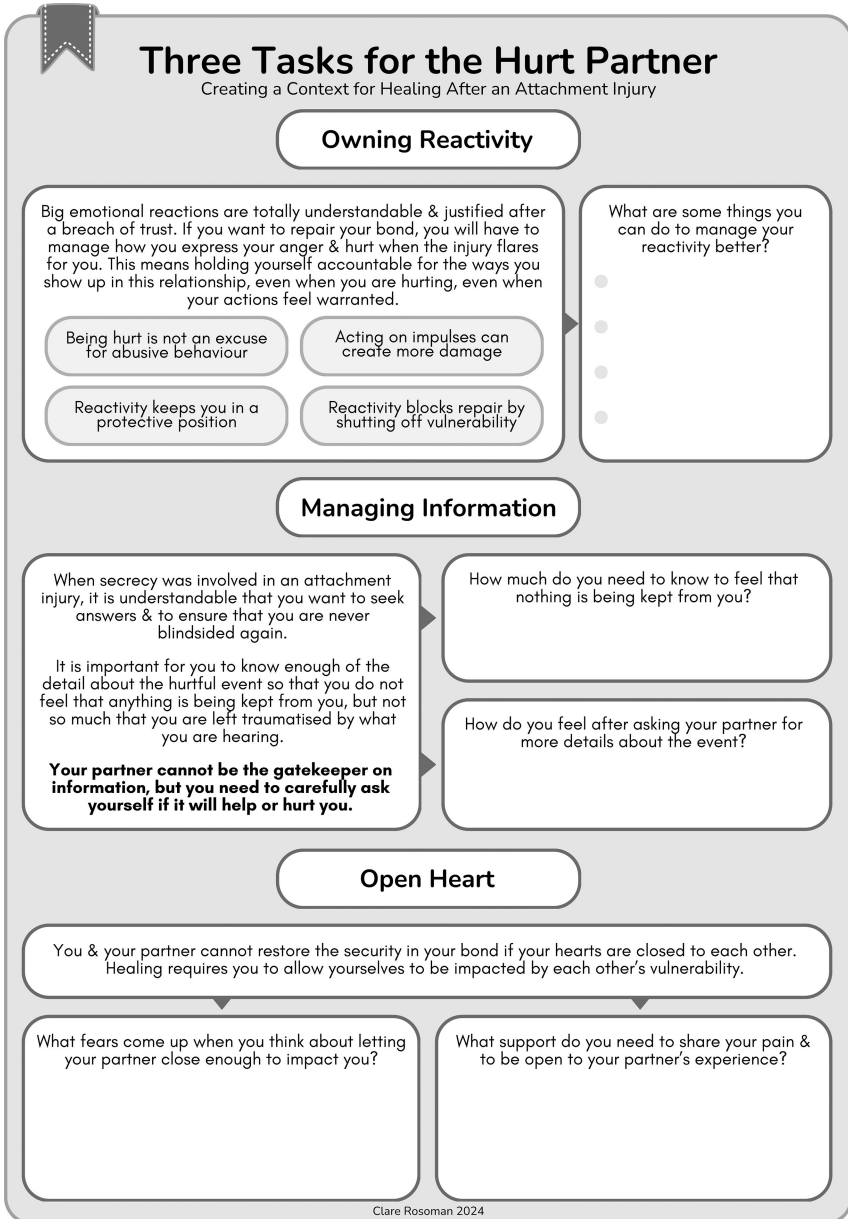 Three Tasks for the Hurt Partner
Creating a Context for Healing After an Attachment Injury
Owning Reactivity
Big emotional reactions are totally understandable & justified after
a breach of trust. If you want to repair your bond, you will have to
manage how you express your anger & hurt when the injury flares
for you. This means holding yourself accountable for the ways you
show up in this relationship, even when you are hurting, even when
your actions feel warranted.
Being hurt is not an excuse
for abusive behaviour
Acting on impulses can
create more damage
Reactivity keeps you in a
protective position
Reactivity blocks repair by
shutting off vulnerability
What are some things you
can do to manage your
reactivity better?
Managing Information
When secrecy was involved in an attachment
injury, it is understandable that you want to seek
answers & to ensure that you are never
blindsided again.
It is important for you to know enough of the
detail about the hurtful event so that you do not
feel that anything is being kept from you, but not
so much that you are left traumatised by what
you are hearing.
Your partner cannot be the gatekeeper on
information, but you need to carefully ask
yourself if it will help or hurt you.
How much do you need to know to feel that
nothing is being kept from you?
How do you feel after asking your partner for
more details about the event?
Open Heart
You & your partner cannot restore the security in your bond if your hearts are closed to each other.
Healing requires you to allow yourselves to be impacted by each other's vulnerability.
What fears come up when you think about letting
your partner close enough to impact you?
What support do you need to share your pain &
to be open to your partner's experience?
Clare Rosoman 2024